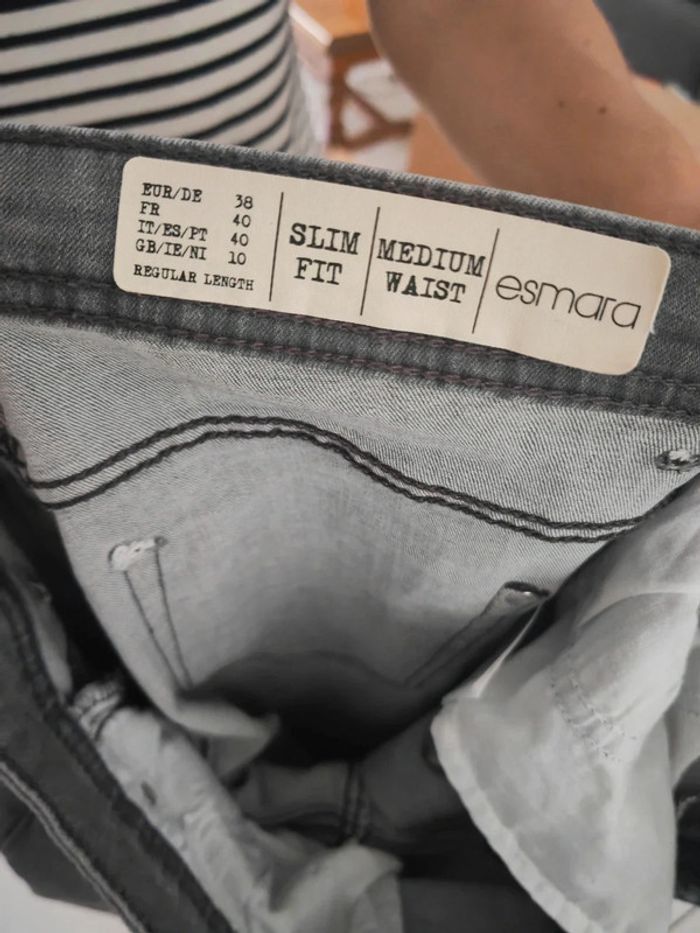 EUR/DE 38
FR 40
IT/ES/PT 40
GB/IE/NI 10
REGULAR LENGTH
SLIM
FIT
MEDIUM
WAIST
esmara